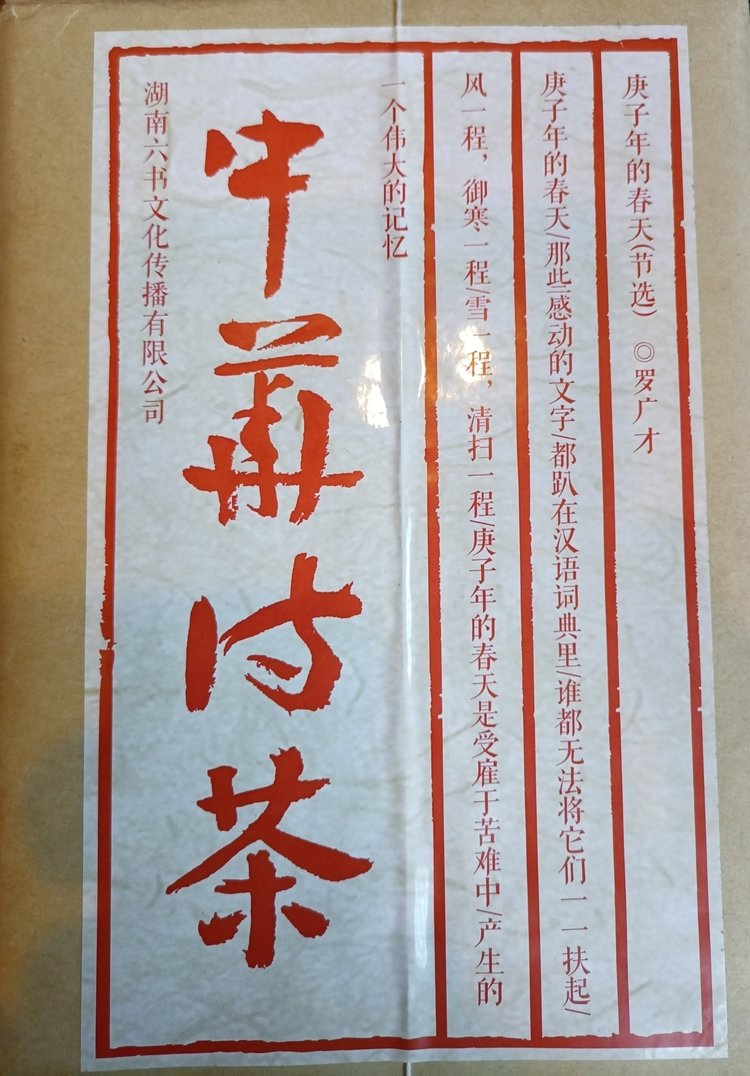 庚子年的春天(节选) ◎罗广才
庚子年的春天/那些感动的文字/都趴在汉语词典里/谁都无法将它们一一扶起/
风一程，御寒一程/雪一程，清扫一程/庚子年的春天是受雇于苦难中/产生的
一个伟大的记忆
中華诗茶
湖南六书文化传播有限公司